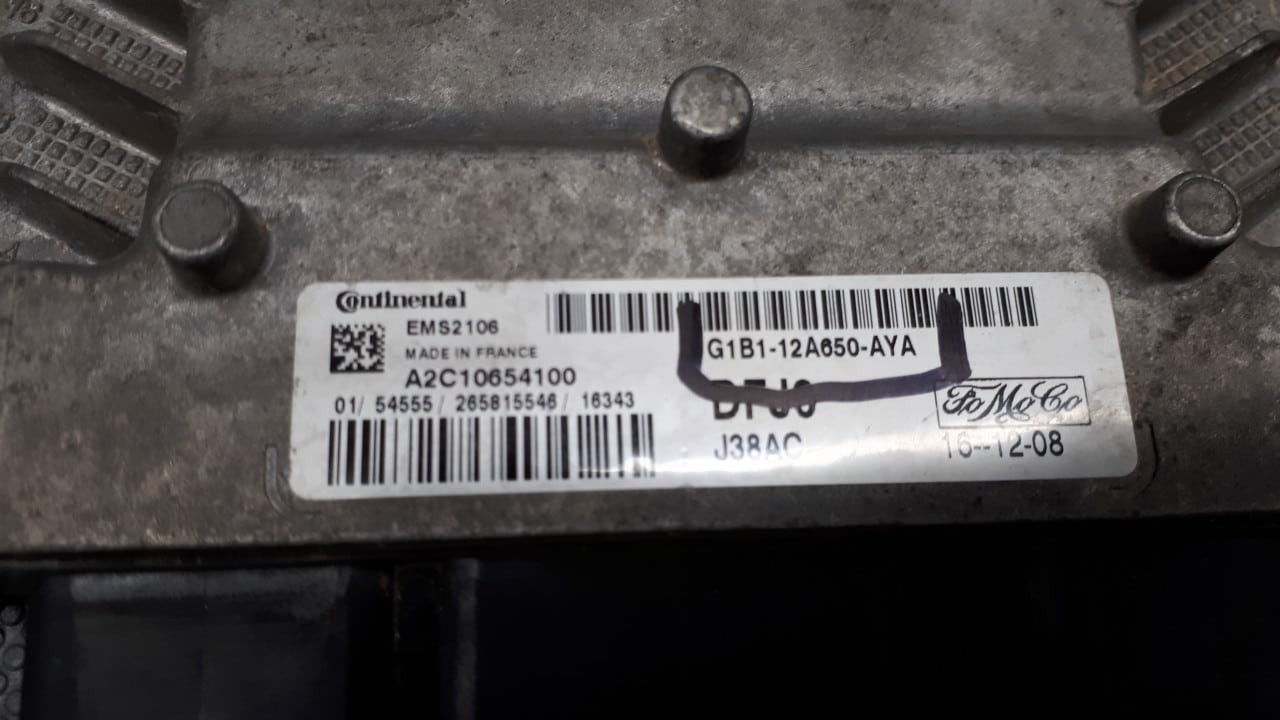 Continental
EMS2106
MADE IN FRANCE
A2C10654100
01/ 54555/ 265815546/ 16343
G1B1-12A650-AYA
J38AC
FoMoCo
16--12-08